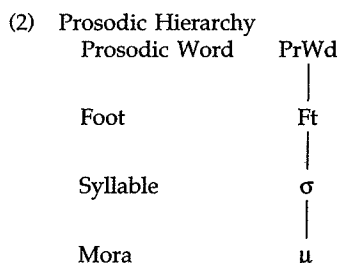 (2) Prosodic Hierarchy
Prosodic Word PrWd
Foot Ft
Syllable σ
Mora μ